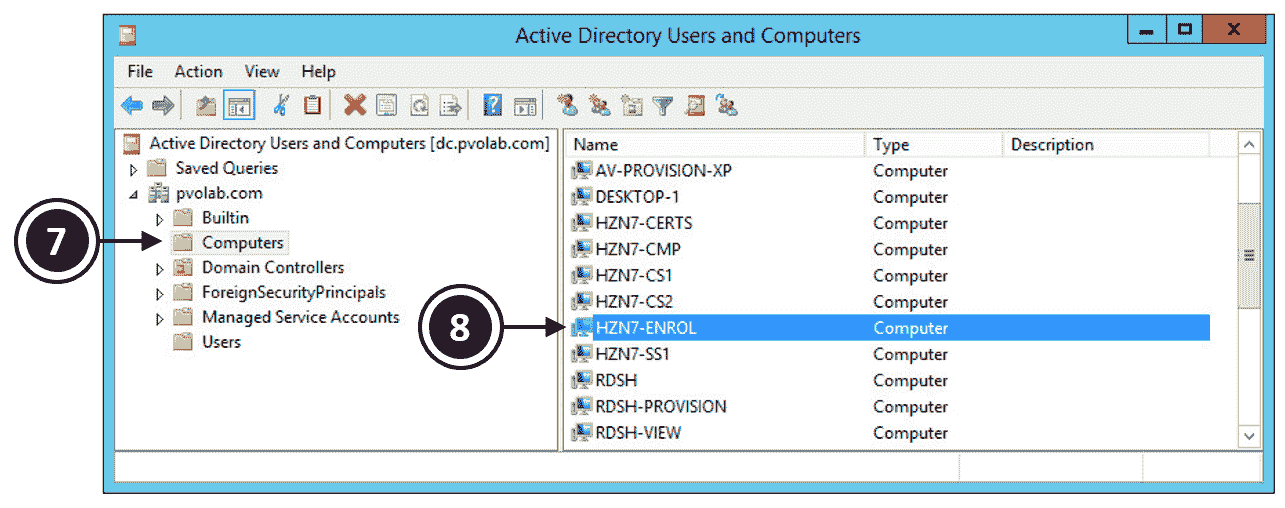 Active Directory Users and Computers
File Action View Help
Active Directory Users and Computers [dc.pvolab.com]
Saved Queries
pvolab.com
Builtin
Computers
Domain Controllers
ForeignSecurityPrincipals
Managed Service Accounts
Users
7
8
Name Type Description
AV-PROVISION-XP Computer
DESKTOP-1 Computer
HZN7-CERTS Computer
HZN7-CMP Computer
HZN7-CS1 Computer
HZN7-CS2 Computer
HZN7-ENROL Computer
HZN7-SS1 Computer
RDSH Computer
RDSH-PROVISION Computer
RDSH-VIEW Computer